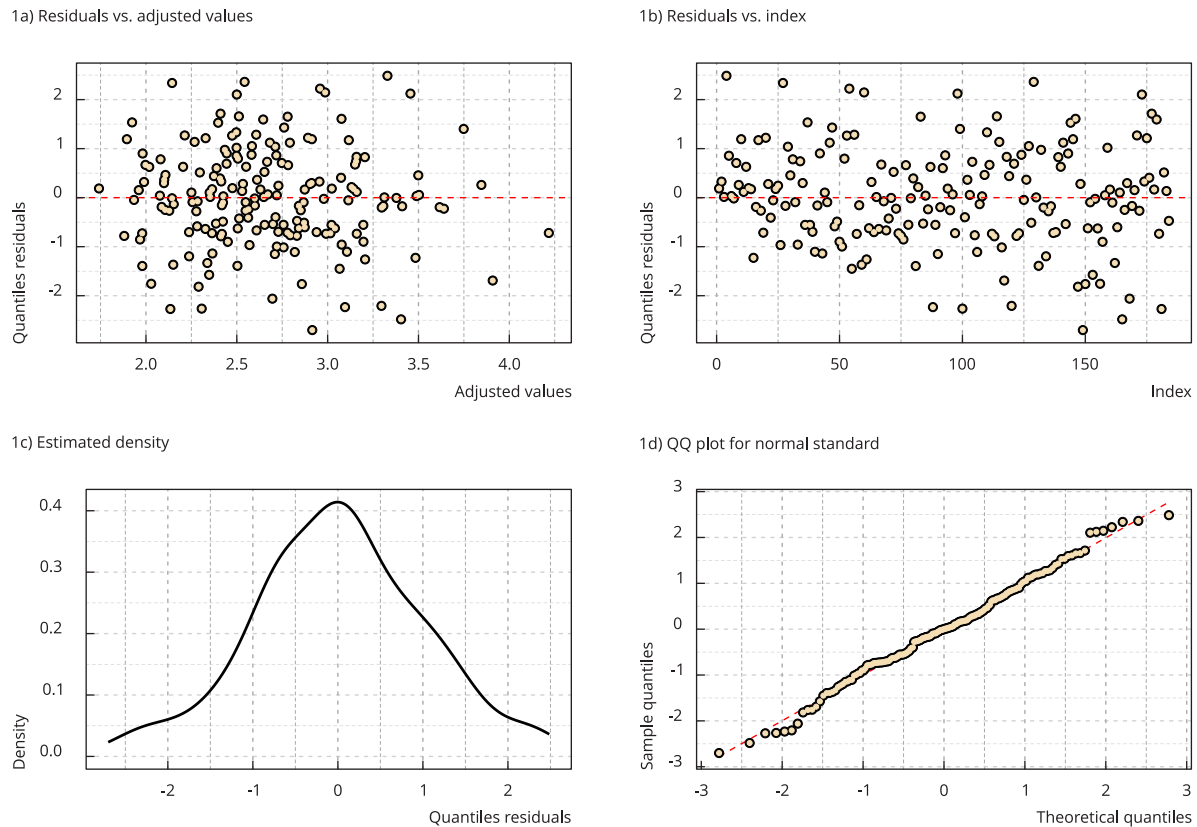 1a) Residuals vs. adjusted values
Quantiles residuals
2
1
0
-1
-2
2.0 2.5 3.0 3.5 4.0
Adjusted values
1b) Residuals vs. index
Quantiles residuals
2
1
0
-1
-2
0 50 100 150
Index
1c) Estimated density
Density
0.4
0.3
0.2
0.1
0.0
-2 -1 0 1 2
Quantiles residuals
1d) QQ plot for normal standard
Sample quantiles
3
2
1
0
-1
-2
-3
-3 -2 -1 0 1 2 3
Theoretical quantiles